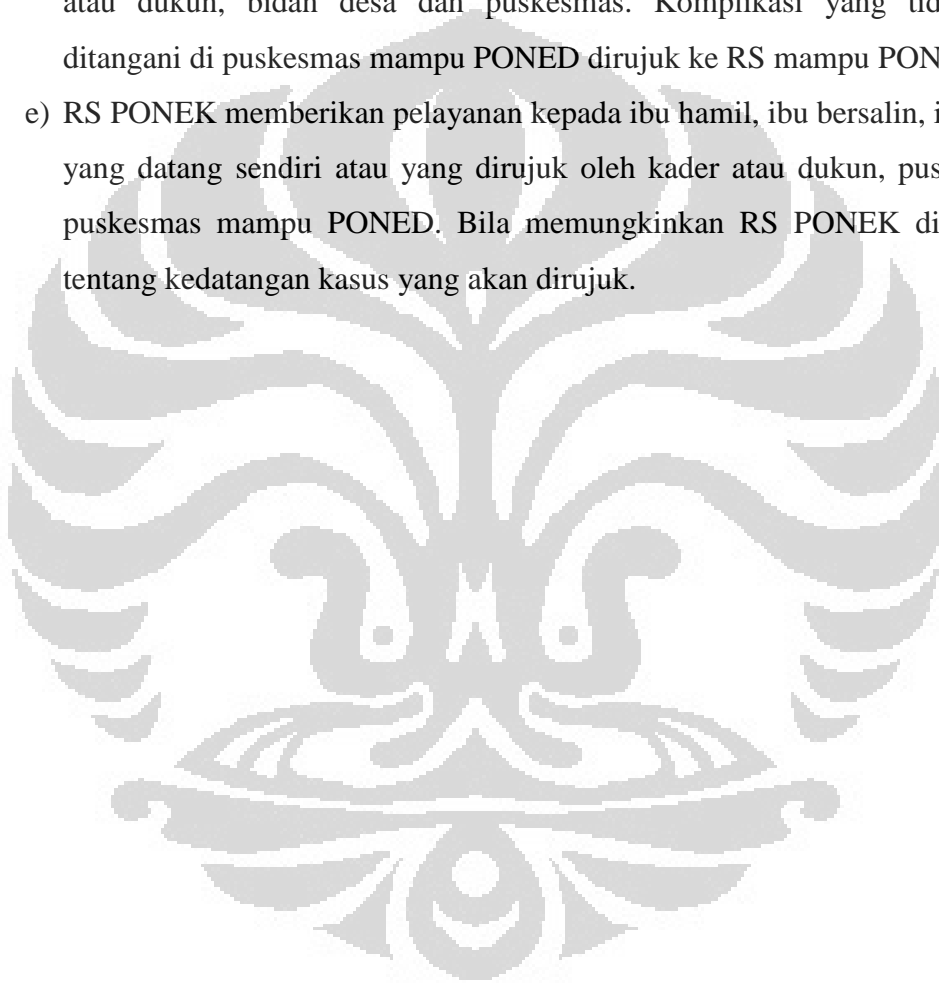 atau dukun, bidan desa dan puskesmas. Komplikasi yang
ditangani di puskesmas mampu PONED dirujuk ke RS mampu
e) RS PONEK memberikan pelayanan kepada ibu hamil, ibu bersalin,
yang datang sendiri atau yang dirujuk oleh kader atau dukun,
puskesmas mampu PONED. Bila memungkinkan RS PONEK
tentang kedatangan kasus yang akan dirujuk.